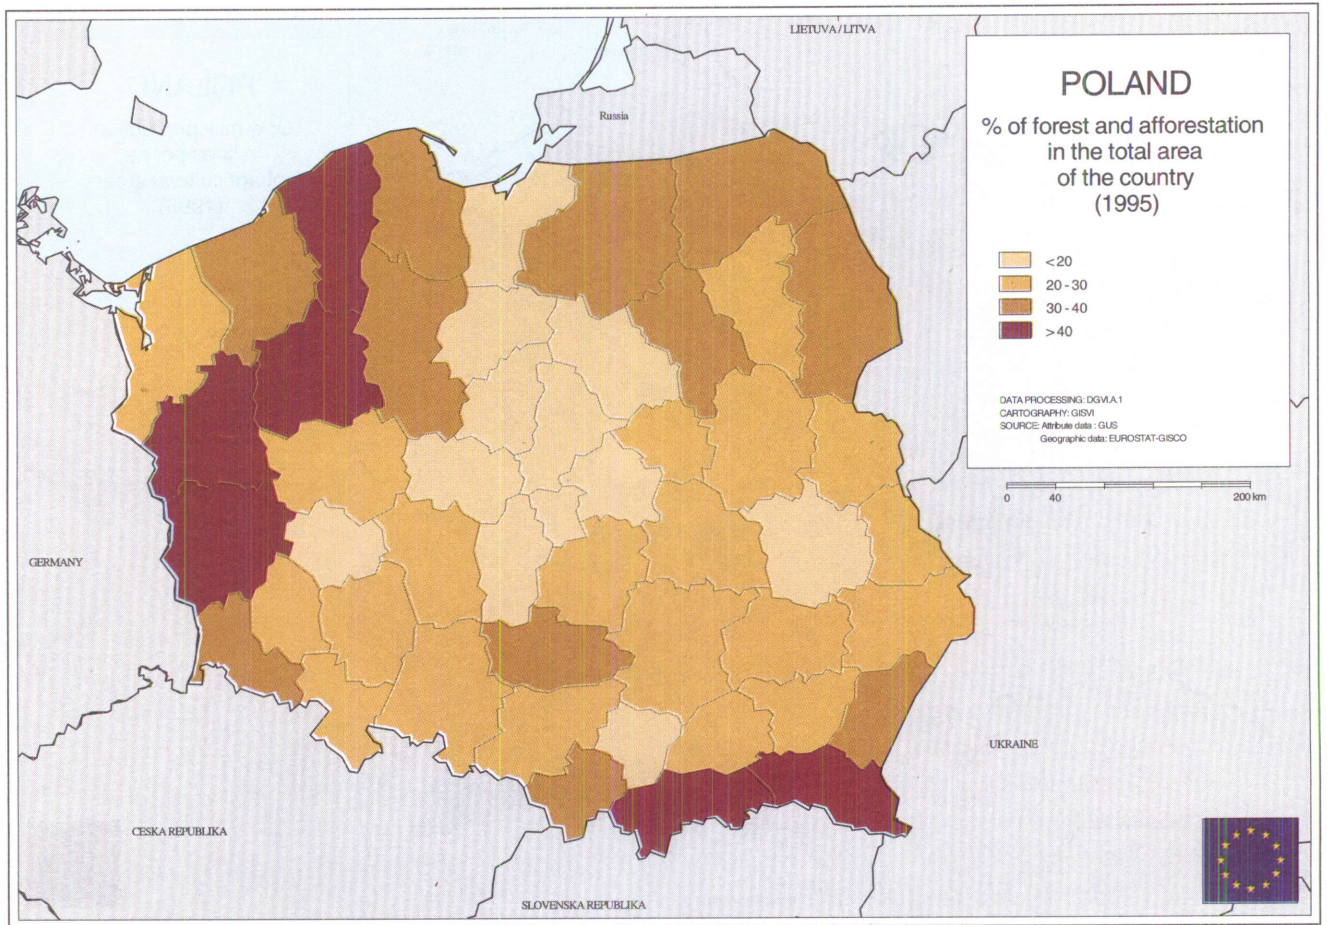 LIETUVA / LITVA
Russia
POLAND
% of forest and afforestation
in the total area
of the country
(1995)
<20
20 - 30
30 - 40
>40
DATA PROCESSING: DGVI.A.1
CARTOGRAPHY: GISVI
SOURCE: Attribute data : GUS
Geographic data: EUROSTAT-GISCO
0 40 200 km
GERMANY
UKRAINE
CESKA REPUBLIKA
SLOVENSKA REPUBLIKA